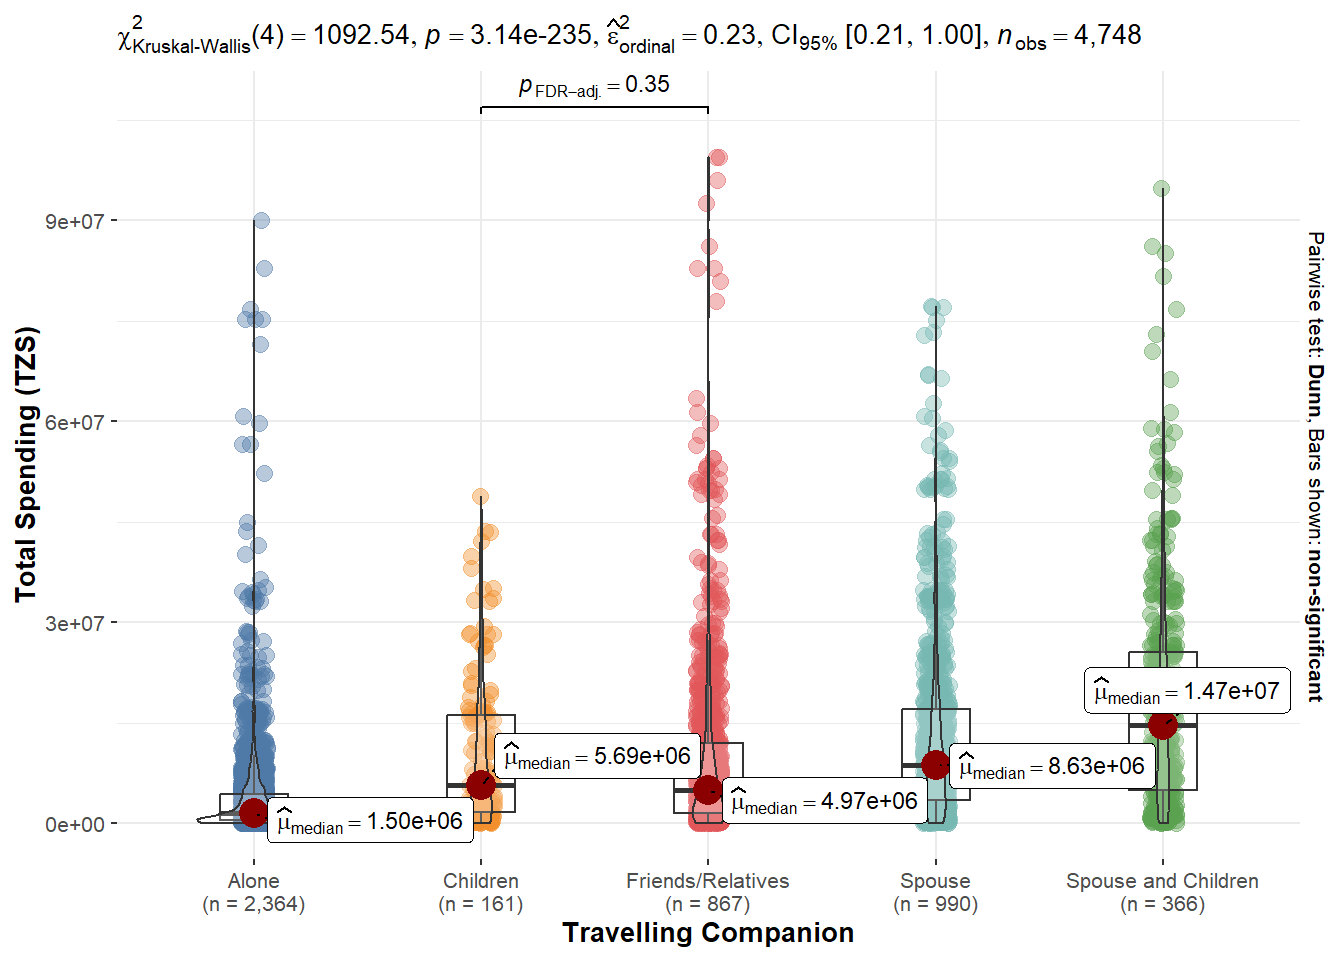 χ²Kruskal-Wallis(4) = 1092.54, p = 3.14e-235, ε̂²ordinal = 0.23, CI95% [0.21, 1.00], nobs = 4,748
pFDR−adj. = 0.35
Total Spending (TZS)
9e+07
6e+07
3e+07
0e+00
μ̂median = 1.50e+06
μ̂median = 5.69e+06
μ̂median = 4.97e+06
μ̂median = 8.63e+06
μ̂median = 1.47e+07
Pairwise test: Dunn, Bars shown: non-significant
Alone
(n = 2,364)
Children
(n = 161)
Friends/Relatives
(n = 867)
Spouse
(n = 990)
Spouse and Children
(n = 366)
Travelling Companion